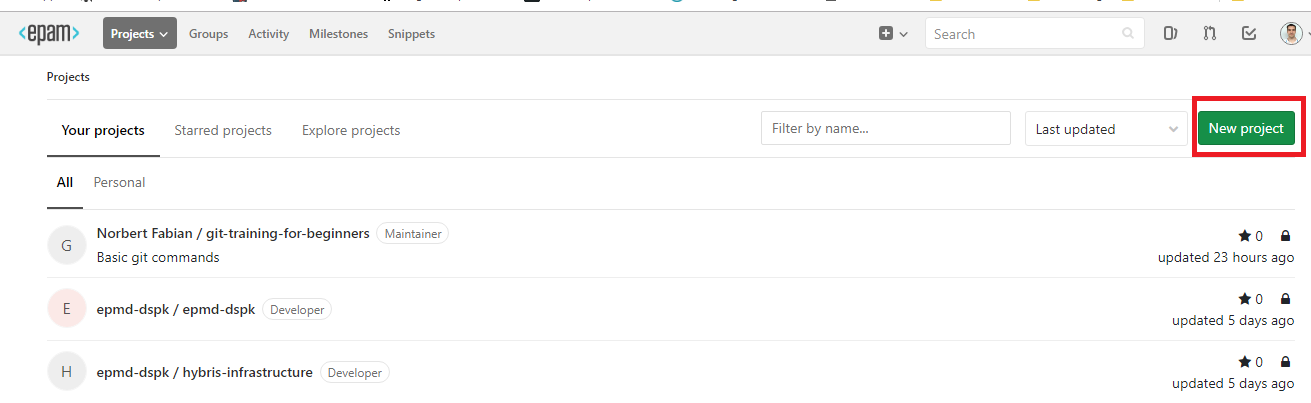 <epam>
Projects
Groups
Activity
Milestones
Snippets
Search
Projects
Your projects
Starred projects
Explore projects
Filter by name...
Last updated
New project
All
Personal
G
Norbert Fabian / git-training-for-beginners
Maintainer
0
Basic git commands
updated 23 hours ago
E
epmd-dspk / epmd-dspk
Developer
0
updated 5 days ago
H
epmd-dspk / hybris-infrastructure
Developer
0
updated 5 days ago